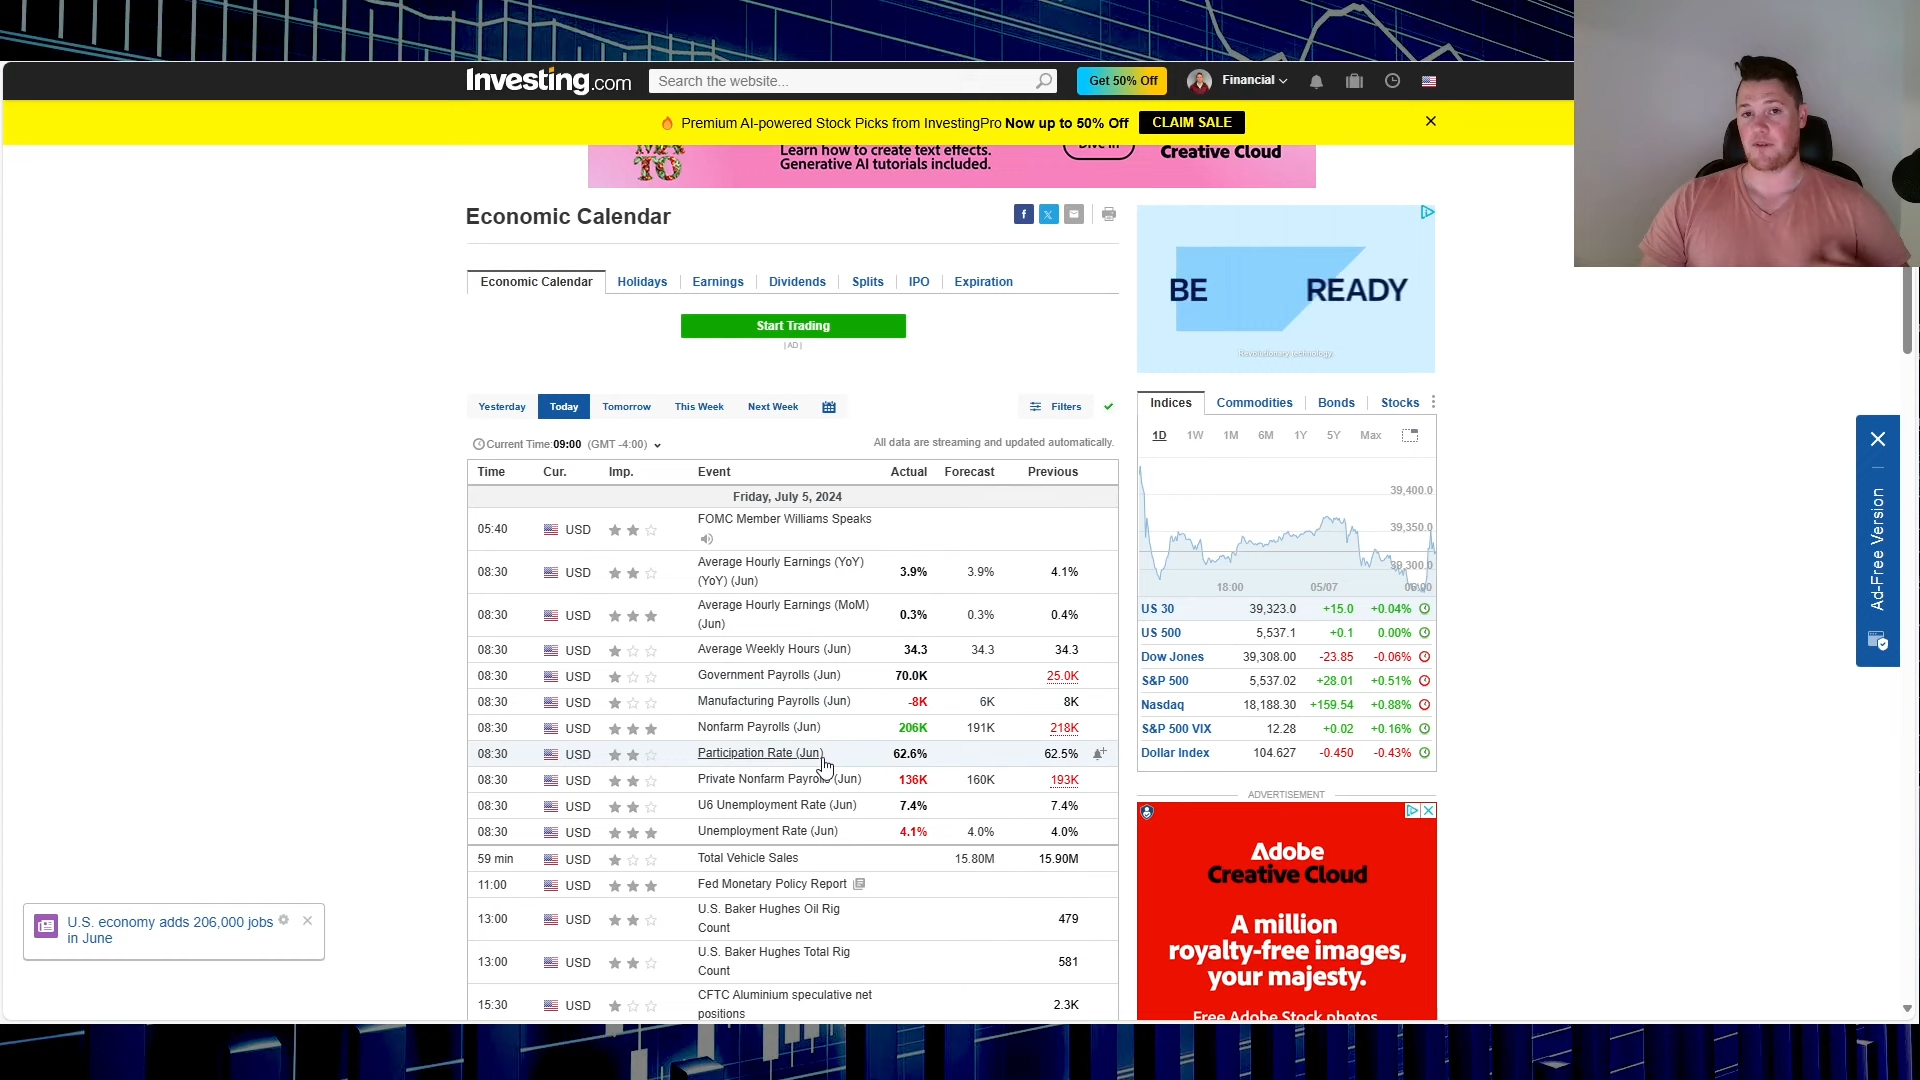 Investing.com
Search the website...
Get 50% Off
Financial
Premium AI-powered Stock Picks from InvestingPro Now up to 50% Off
CLAIM SALE
Learn how to create text effects.
Generative AI tutorials included.
Creative Cloud
Economic Calendar
Economic Calendar Holidays Earnings Dividends Splits IPO Expiration
Start Trading
| AD |
BE READY
Revolutionary technology
Yesterday Today Tomorrow This Week Next Week Filters
Current Time: 09:00 (GMT -4:00)
All data are streaming and updated automatically.
Time Cur. Imp. Event Actual Forecast Previous
Friday, July 5, 2024
05:40 USD FOMC Member Williams Speaks
08:30 USD Average Hourly Earnings (YoY) (YoY) (Jun) 3.9% 3.9% 4.1%
08:30 USD Average Hourly Earnings (MoM) (Jun) 0.3% 0.3% 0.4%
08:30 USD Average Weekly Hours (Jun) 34.3 34.3 34.3
08:30 USD Government Payrolls (Jun) 70.0K 25.0K
08:30 USD Manufacturing Payrolls (Jun) -8K 6K 8K
08:30 USD Nonfarm Payrolls (Jun) 206K 191K 218K
08:30 USD Participation Rate (Jun) 62.6% 62.5%
08:30 USD Private Nonfarm Payrolls (Jun) 136K 160K 193K
08:30 USD U6 Unemployment Rate (Jun) 7.4% 7.4%
08:30 USD Unemployment Rate (Jun) 4.1% 4.0% 4.0%
59 min USD Total Vehicle Sales 15.80M 15.90M
11:00 USD Fed Monetary Policy Report
13:00 USD U.S. Baker Hughes Oil Rig Count 479
13:00 USD U.S. Baker Hughes Total Rig Count 581
15:30 USD CFTC Aluminium speculative net positions 2.3K
Indices Commodities Bonds Stocks
1D 1W 1M 6M 1Y 5Y Max
39,400.0
39,350.0
39,300.0
18:00 05/07 06:00
US 30 39,323.0 +15.0 +0.04%
US 500 5,537.1 +0.1 0.00%
Dow Jones 39,308.00 -23.85 -0.06%
S&P 500 5,537.02 +28.01 +0.51%
Nasdaq 18,188.30 +159.54 +0.88%
S&P 500 VIX 12.28 +0.02 +0.16%
Dollar Index 104.627 -0.450 -0.43%
ADVERTISEMENT
Adobe
Creative Cloud
A million
royalty-free images,
your majesty.
Free Adobe Stock photos
Ad-Free Version
U.S. economy adds 206,000 jobs
in June